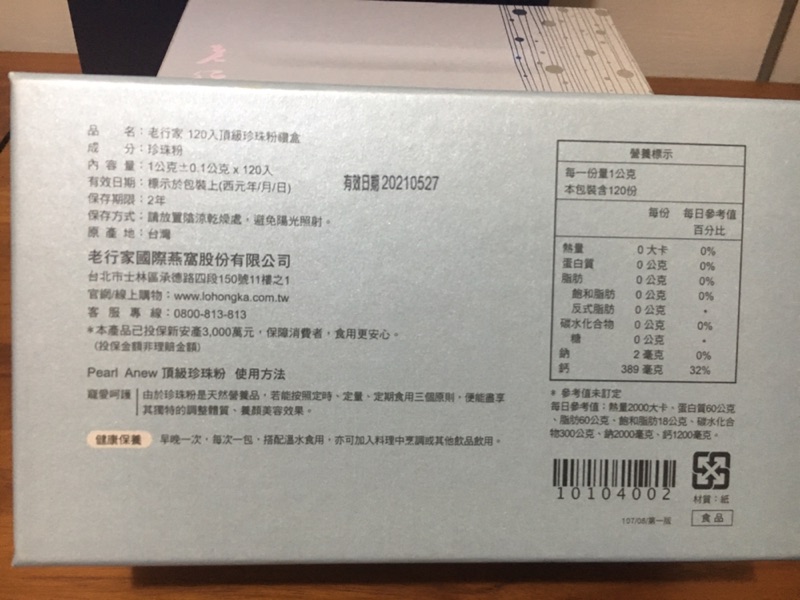 品　　名：老行家 120入頂級珍珠粉禮盒
成　　分：珍珠粉
內 容 量：1公克±0.1公克 x 120入
有效日期：標示於包裝上(西元年/月/日)
有效日期 20210527
保存期限：2年
保存方式：請放置陰涼乾燥處，避免陽光照射。
原 產 地：台灣
老行家國際燕窩股份有限公司
台北市士林區承德路四段150號11樓之1
官網/線上購物：www.lohongka.com.tw
客 服 專 線：0800-813-813
*本產品已投保新安產3,000萬元，保障消費者，食用更安心。
（投保金額非理賠金額）
Pearl Anew 頂級珍珠粉 使用方法
寵愛呵護 由於珍珠粉是天然營養品，若能按照定時、定量、定期食用三個原則，便能盡享
其獨特的調整體質、養顏美容效果。
健康保養 早晚一次，每次一包，搭配溫水食用，亦可加入料理中烹調或其他飲品飲用。
營養標示
每一份量1公克
本包裝含120份
每份 每日參考值
百分比
熱量 0 大卡 0%
蛋白質 0 公克 0%
脂肪 0 公克 0%
飽和脂肪 0 公克 0%
反式脂肪 0 公克 *
碳水化合物 0 公克 0%
糖 0 公克 *
鈉 2 毫克 0%
鈣 389 毫克 32%
* 參考值未訂定
每日參考值：熱量2000大卡、蛋白質60公克
、脂肪60公克、飽和脂肪18公克、碳水化合
物300公克、鈉2000毫克、鈣1200毫克。
10104002
材質：紙
107/08/第一版
食品